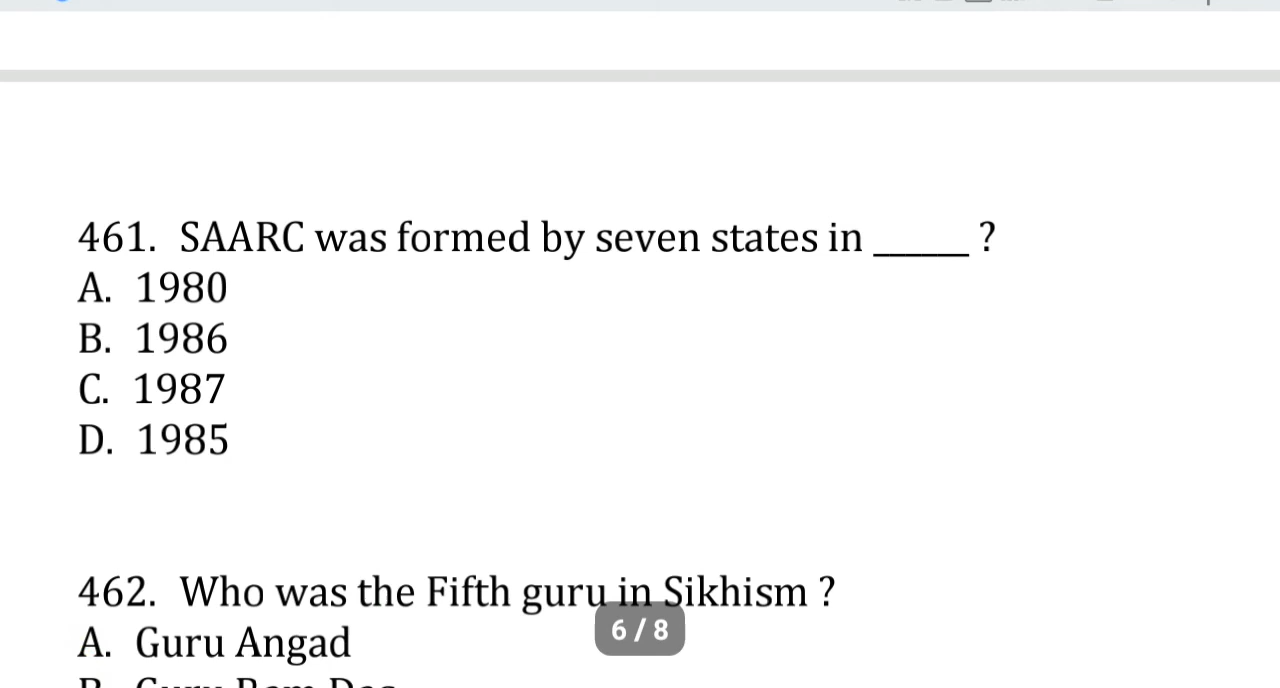 461. SAARC was formed by seven states in ______ ?
A. 1980
B. 1986
C. 1987
D. 1985
462. Who was the Fifth guru in Sikhism ?
6 / 8
A. Guru Angad